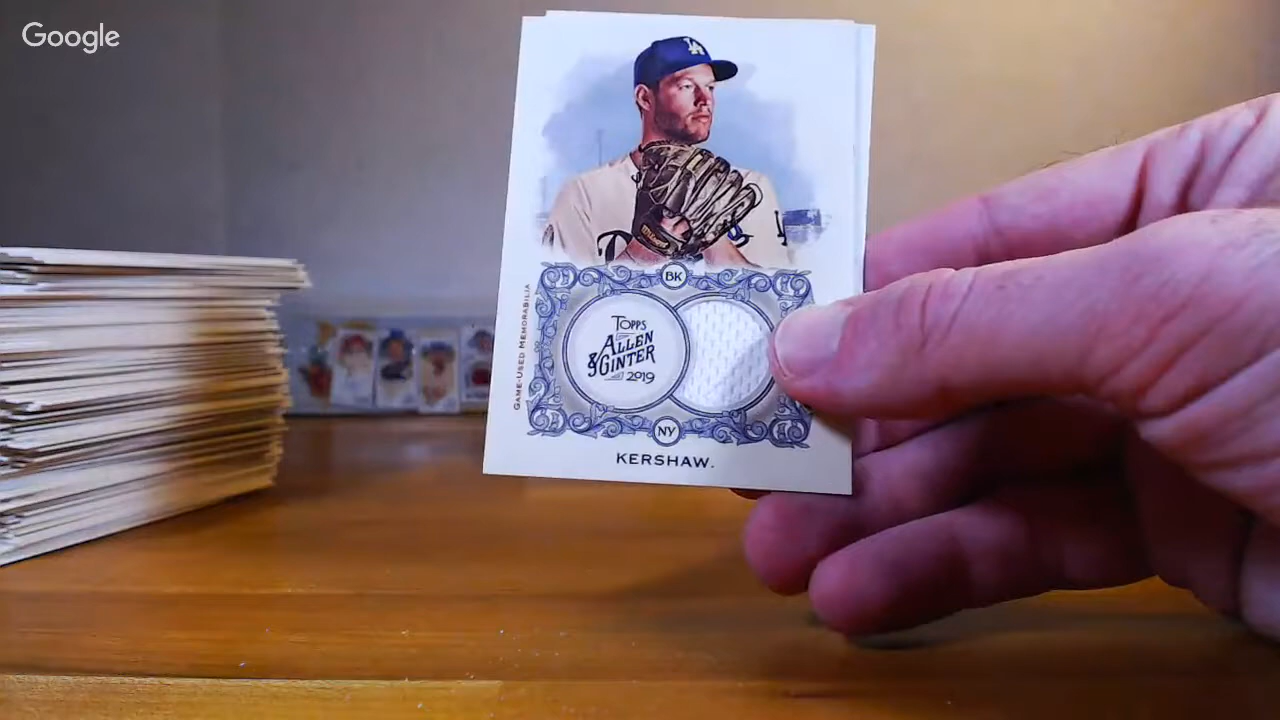 Google
LA
BK
GAME-USED MEMORABILIA
TOPPS
ALLEN
& GINTER
2019
NY
KERSHAW.